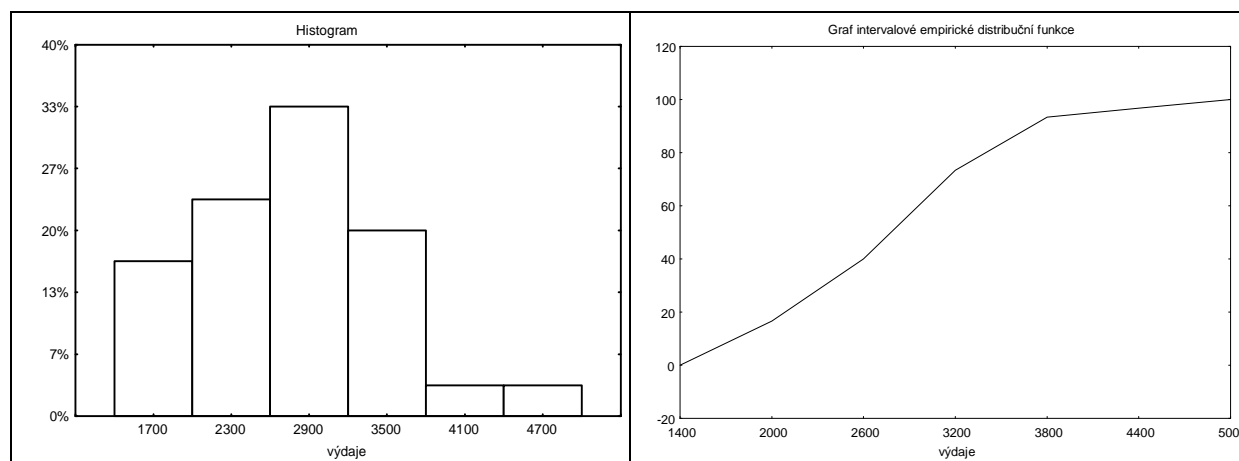 Histogram
40%
33%
27%
20%
13%
7%
0%
1700 2300 2900 3500 4100 4700
výdaje
Graf intervalové empirické distribuční funkce
120
100
80
60
40
20
0
-20
1400 2000 2600 3200 3800 4400 500
výdaje